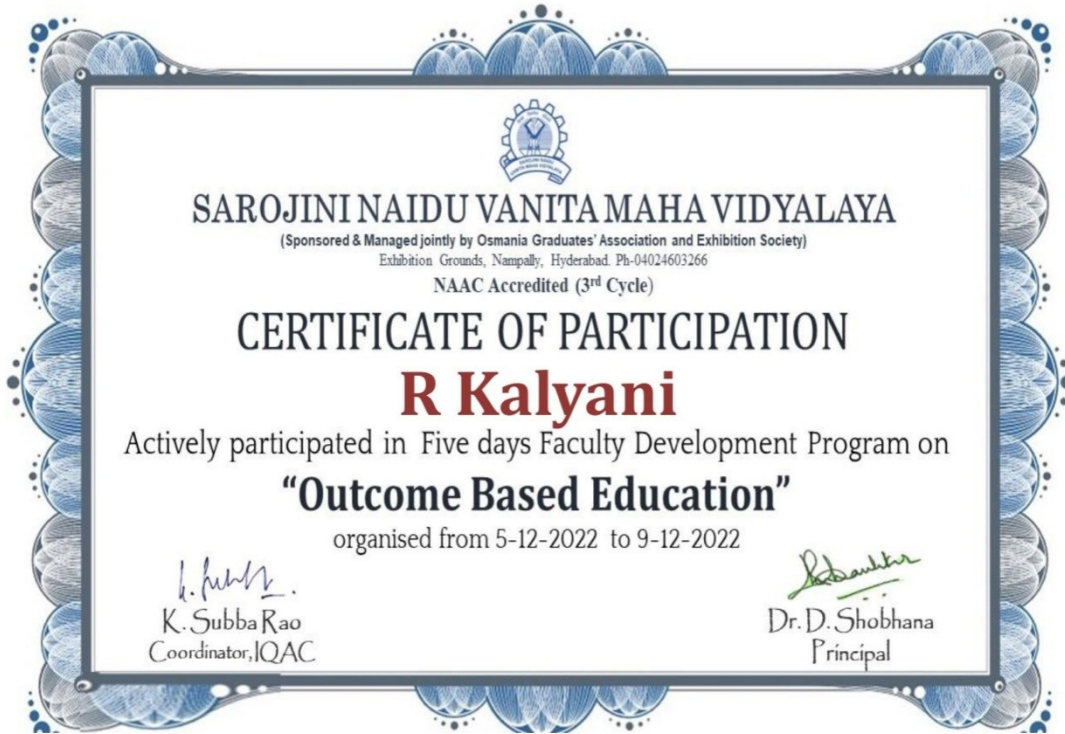 SAROJINI NAIDU VANITA MAHA VIDYALAYA
(Sponsored & Managed jointly by Osmania Graduates' Association and Exhibition Society)
Exhibition Grounds, Nampally, Hyderabad. Ph-04024603266
NAAC Accredited (3rd Cycle)
CERTIFICATE OF PARTICIPATION
R Kalyani
Actively participated in Five days Faculty Development Program on
“Outcome Based Education”
organised from 5-12-2022 to 9-12-2022
K. Subba Rao
Coordinator, IQAC
Dr. D. Shobhana
Principal